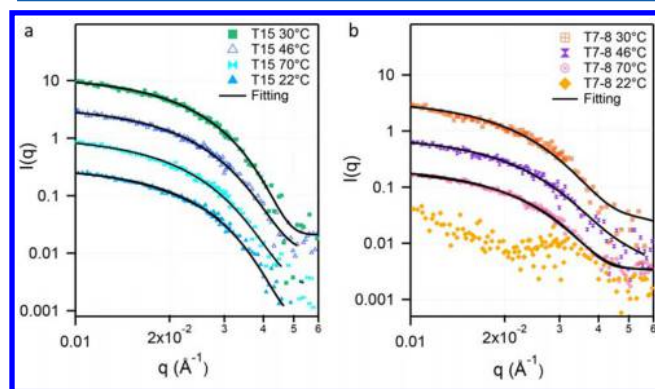 a
T15 30°C
T15 46°C
T15 70°C
T15 22°C
Fitting
I(q)
10
1
0.1
0.01
0.001
0.01
2x10⁻²
3
4
5
6
q (Å⁻¹)
b
T7-8 30°C
T7-8 46°C
T7-8 70°C
T7-8 22°C
Fitting
I(q)
10
1
0.1
0.01
0.001
0.01
2x10⁻²
3
4
5
6
q (Å⁻¹)